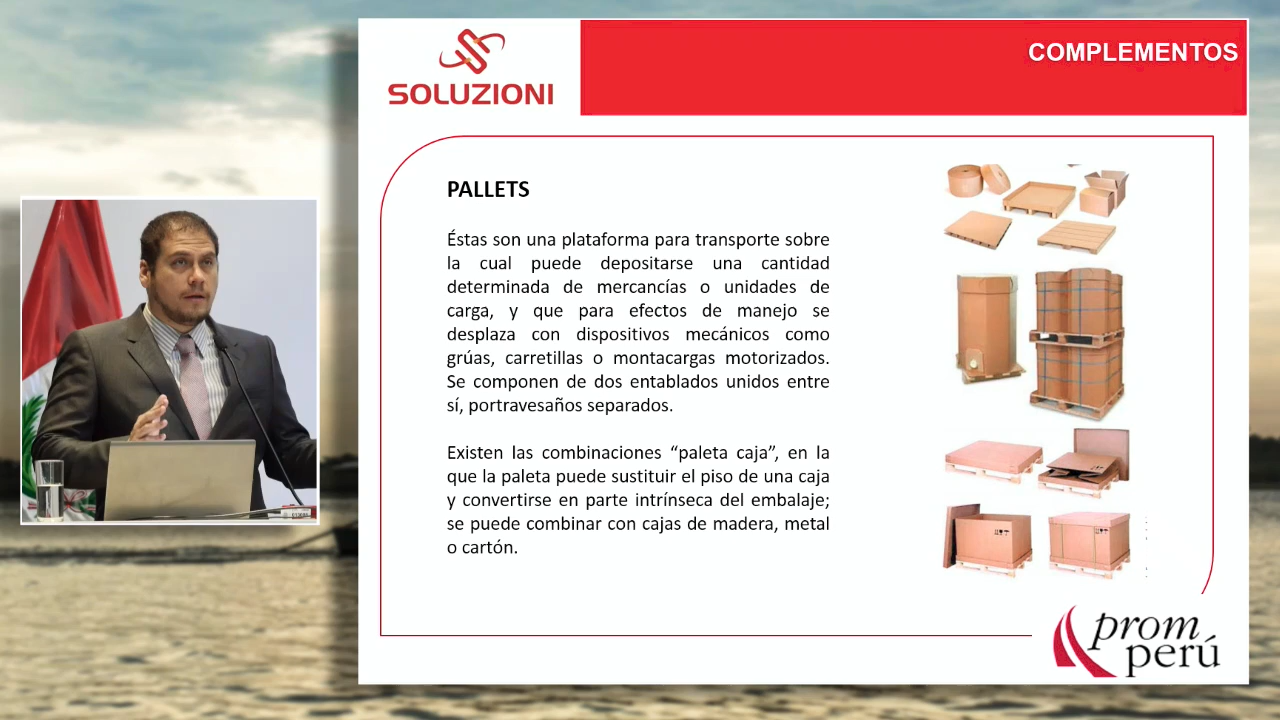 SOLUZIONI
COMPLEMENTOS
PALLETS
Éstas son una plataforma para transporte sobre
la cual puede depositarse una cantidad
determinada de mercancías o unidades de
carga, y que para efectos de manejo se
desplaza con dispositivos mecánicos como
grúas, carretillas o montacargas motorizados.
Se componen de dos entablados unidos entre
sí, portravesaños separados.
Existen las combinaciones “paleta caja”, en la
que la paleta puede sustituir el piso de una caja
y convertirse en parte intrínseca del embalaje;
se puede combinar con cajas de madera, metal
o cartón.
prom
perú